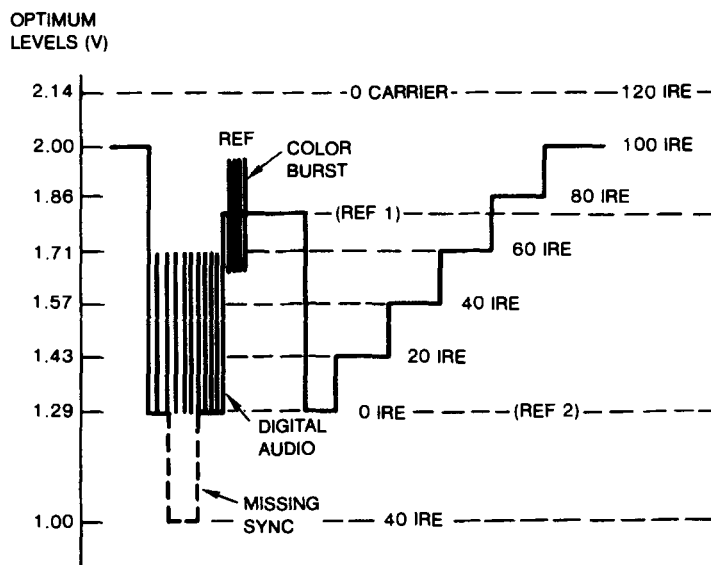 OPTIMUM
LEVELS (V)
2.14
0 CARRIER
120 IRE
REF
COLOR
BURST
2.00
100 IRE
1.86
80 IRE
(REF 1)
1.71
60 IRE
1.57
40 IRE
1.43
20 IRE
1.29
0 IRE
(REF 2)
DIGITAL
AUDIO
MISSING
SYNC
1.00
40 IRE